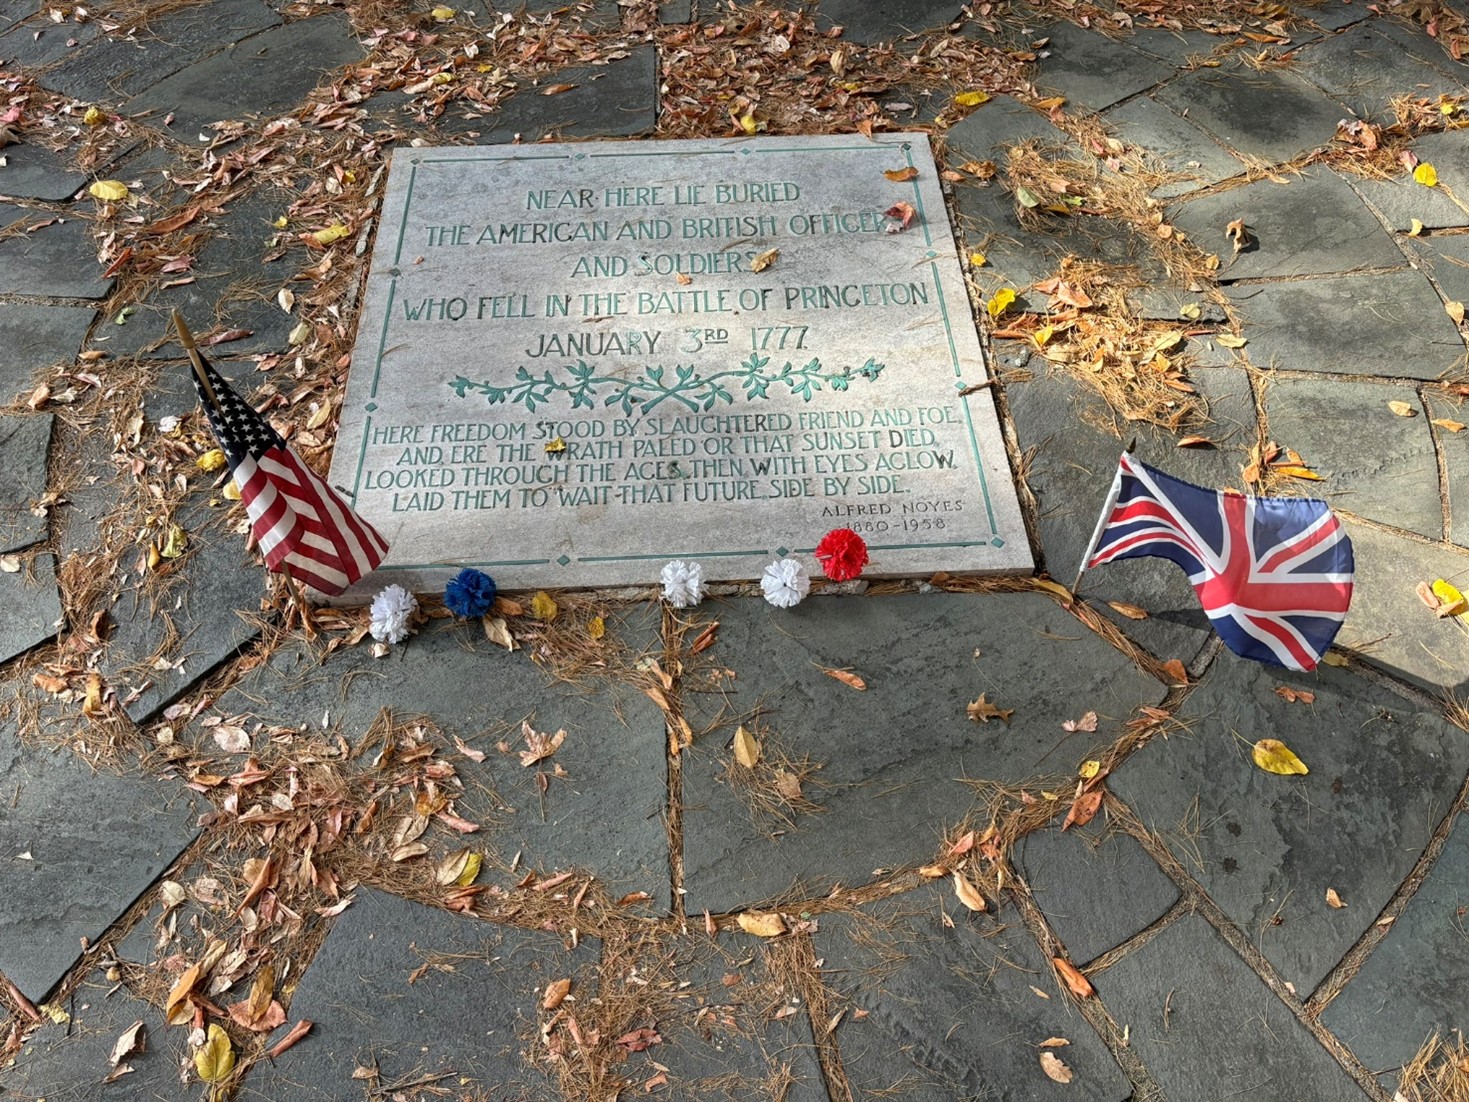 NEAR HERE LIE BURIED
THE AMERICAN AND BRITISH OFFICERS
AND SOLDIERS
WHO FELL IN THE BATTLE OF PRINCETON
JANUARY 3RD 1777
HERE FREEDOM STOOD BY SLAUGHTERED FRIEND AND FOE,
AND, ERE THE WRATH PALED OR THAT SUNSET DIED,
LOOKED THROUGH THE AGES, THEN, WITH EYES AGLOW,
LAID THEM TO WAIT THAT FUTURE, SIDE BY SIDE.
ALFRED NOYES
1880-1958